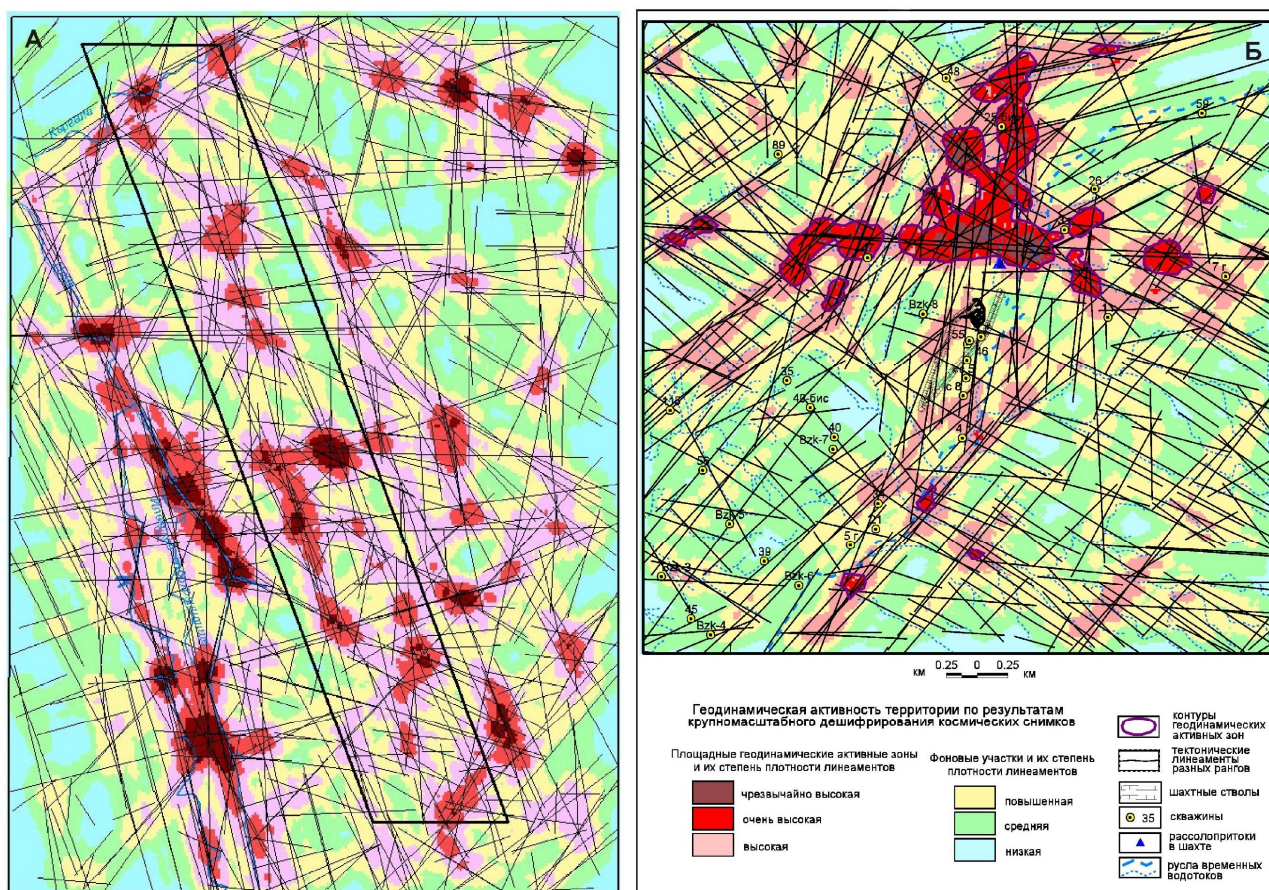 А
Б
48
59
25-бис
89
26
7 г
Bzk-8
55
46
35
8
48-бис
40
Bzk-7
4
39
5 г
Bzk-6
45
Bzk-4
0.25 0 0.25
км км
Геодинамическая активность территории по результатам
крупномасштабного дешифрирования космических снимков
Площадные геодинамические активные зоны
и их степень плотности линеаментов
чрезвычайно высокая
очень высокая
высокая
Фоновые участки и их степень
плотности линеаментов
повышенная
средняя
низкая
контуры
геодинамических
активных зон
тектонические
линеаменты
разных рангов
шахтные стволы
35 скважины
рассолопритоки
в шахте
русла временных
водотоков